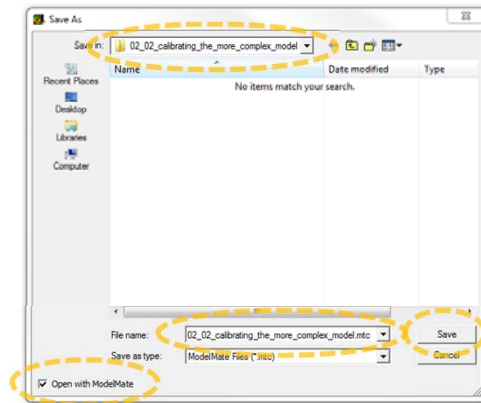 Save As
Save in: 02_02_calibrating_the_more_complex_model
Name Date modified Type
No items match your search.
Recent Places
Desktop
Libraries
Computer
File name: 02_02_calibrating_the_more_complex_model.mtc Save
Save as type: ModelMate Files (*.mtc) Cancel
Open with ModelMate